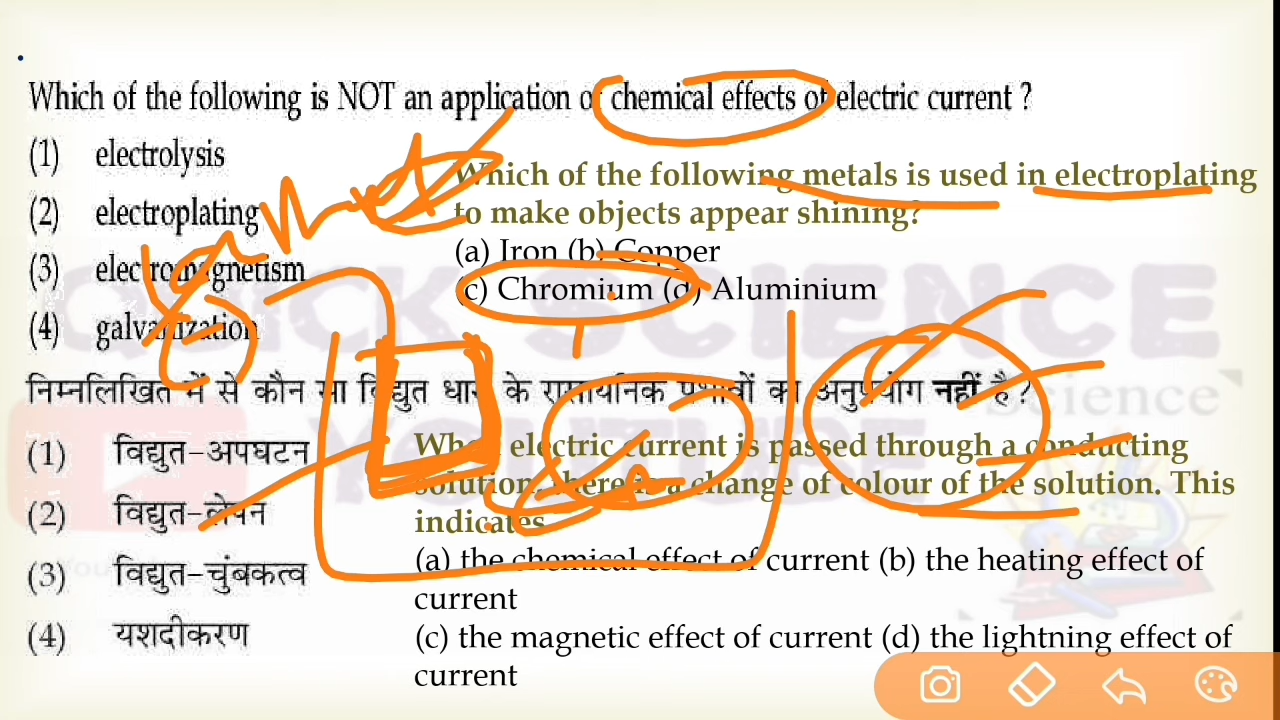 Which of the following is NOT an application of chemical effects of electric current ?
(1) electrolysis
(2) electroplating
(3) electromagnetism
(4) galvanization
Which of the following metals is used in electroplating
to make objects appear shining?
(a) Iron (b) Copper
(c) Chromium (d) Aluminium
निम्नलिखित में से कौन सा विद्युत धारा के रासायनिक प्रभावों का अनुप्रयोग नहीं है ?
(1) विद्युत-अपघटन
(2) विद्युत-लेपन
(3) विद्युत-चुंबकत्व
(4) यशदीकरण
When electric current is passed through a conducting
solution, there is a change of colour of the solution. This
indicates
(a) the chemical effect of current (b) the heating effect of
current
(c) the magnetic effect of current (d) the lightning effect of
current
QUICK SCIENCE
YOUTUBE
Science